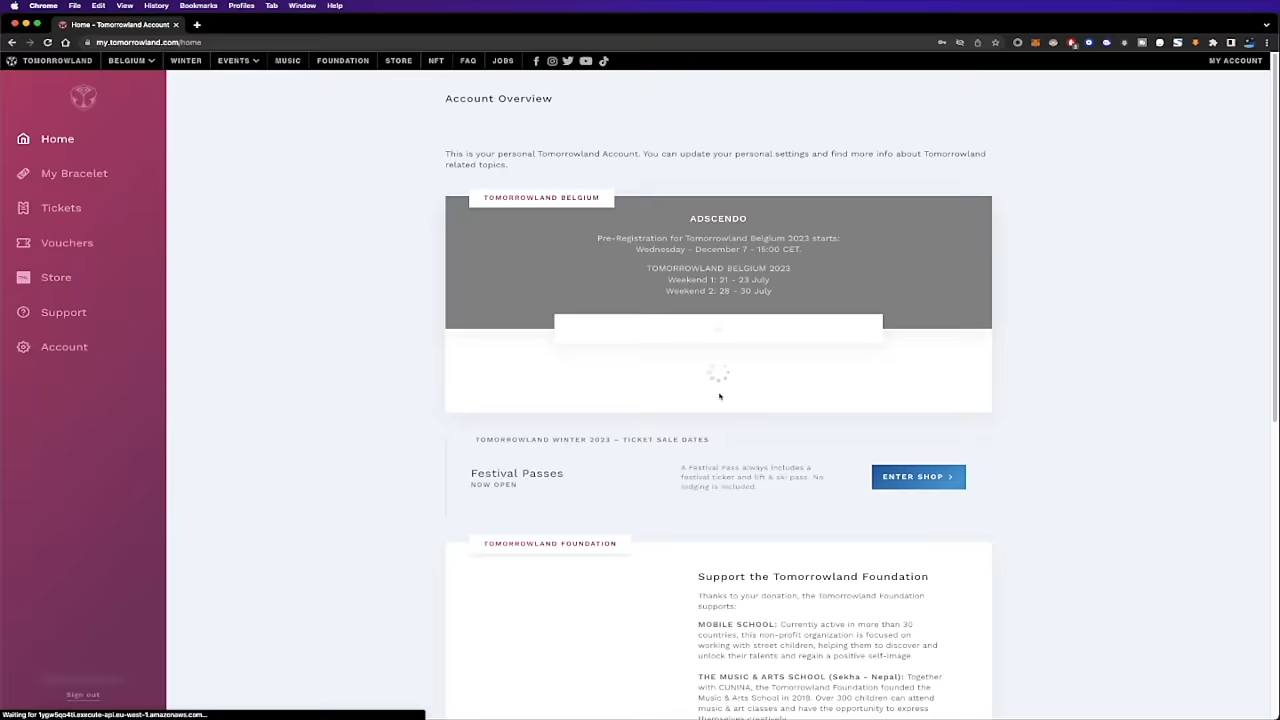 Chrome File Edit View History Bookmarks Profiles Tab Window Help
Home - Tomorrowland Account
my.tomorrowland.com/home
TOMORROWLAND BELGIUM WINTER EVENTS MUSIC FOUNDATION STORE NFT FAQ JOBS MY ACCOUNT
Home
My Bracelet
Tickets
Vouchers
Store
Support
Account
Sign out
Account Overview
This is your personal Tomorrowland Account. You can update your personal settings and find more info about Tomorrowland
related topics.
TOMORROWLAND BELGIUM
ADSCENDO
Pre-Registration for Tomorrowland Belgium 2023 starts:
Wednesday - December 7 - 15:00 CET.
TOMORROWLAND BELGIUM 2023
Weekend 1: 21 - 23 July
Weekend 2: 28 - 30 July
TOMORROWLAND WINTER 2023 – TICKET SALE DATES
Festival Passes
NOW OPEN
A Festival Pass always includes a
festival ticket and lift & ski pass. No
lodging is included.
ENTER SHOP
TOMORROWLAND FOUNDATION
Support the Tomorrowland Foundation
Thanks to your donation, the Tomorrowland Foundation
supports:
MOBILE SCHOOL: Currently active in more than 30
countries, this non-profit organization is focused on
working with street children, helping them to discover and
unlock their talents and regain a positive self-image.
THE MUSIC & ARTS SCHOOL (Sekha - Nepal): Together
with CUNINA, the Tomorrowland Foundation founded the
Music & Arts School in 2018. Over 300 children can attend
music & art classes and have the opportunity to express
themselves creatively.